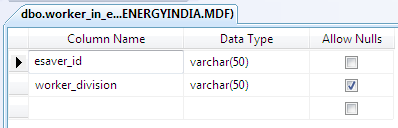 dbo.worker_in_e...ENERGYINDIA.MDF)
Column Name Data Type Allow Nulls
esaver_id varchar(50)
worker_division varchar(50)